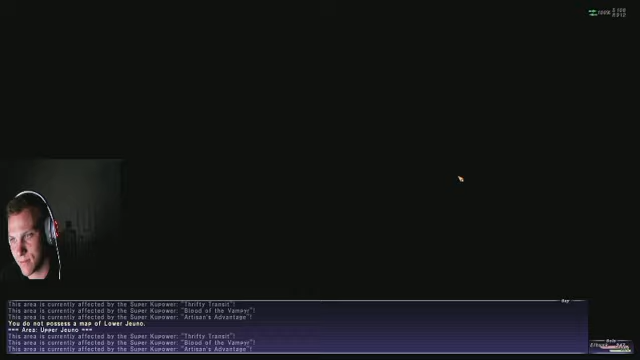 This area is currently affected by the Super Kupower: "Thrifty Transit"!
This area is currently affected by the Super Kupower: "Blood of the Vampyr"!
This area is currently affected by the Super Kupower: "Artisan's Advantage"!
You do not possess a map of Lower Jeuno.
=== Area: Upper Jeuno ===
This area is currently affected by the Super Kupower: "Thrifty Transit"!
This area is currently affected by the Super Kupower: "Blood of the Vampyr"!
This area is currently affected by the Super Kupower: "Artisan's Advantage"!